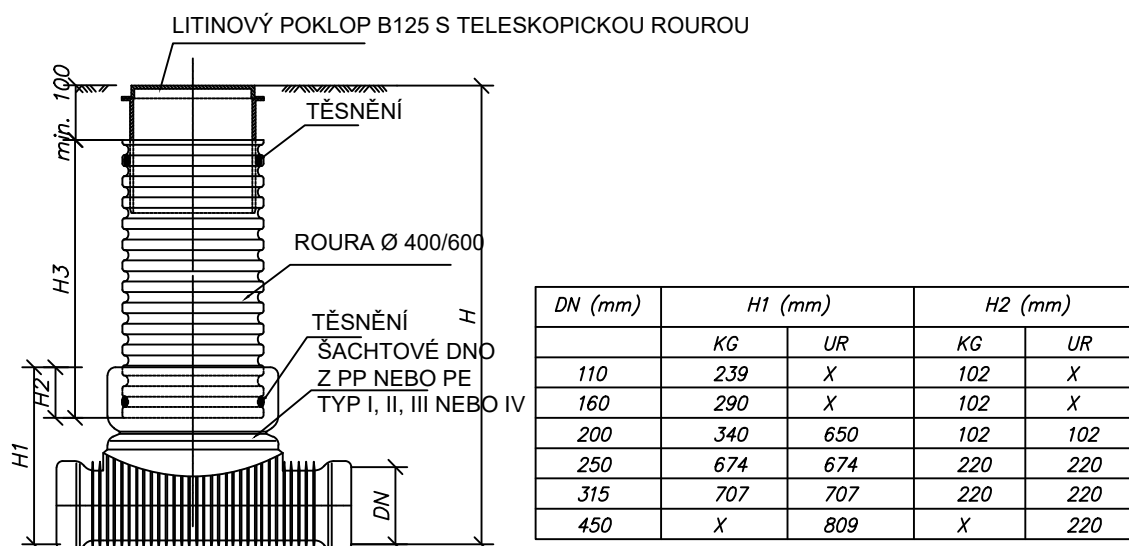 LITINOVÝ POKLOP B125 S TELESKOPICKOU ROUROU
min. 100
TĚSNĚNÍ
ROURA Ø 400/600
H3
H
TĚSNĚNÍ
ŠACHTOVÉ DNO
Z PP NEBO PE
TYP I, II, III NEBO IV
H2
H1
DN
DN (mm) H1 (mm) H2 (mm)
KG UR KG UR
110 239 X 102 X
160 290 X 102 X
200 340 650 102 102
250 674 674 220 220
315 707 707 220 220
450 X 809 X 220